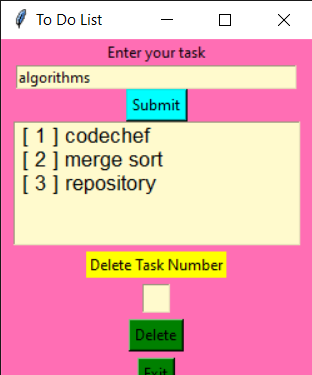 To Do List
Enter your task
algorithms
Submit
[ 1 ] codechef
[ 2 ] merge sort
[ 3 ] repository
Delete Task Number
Delete
Exit